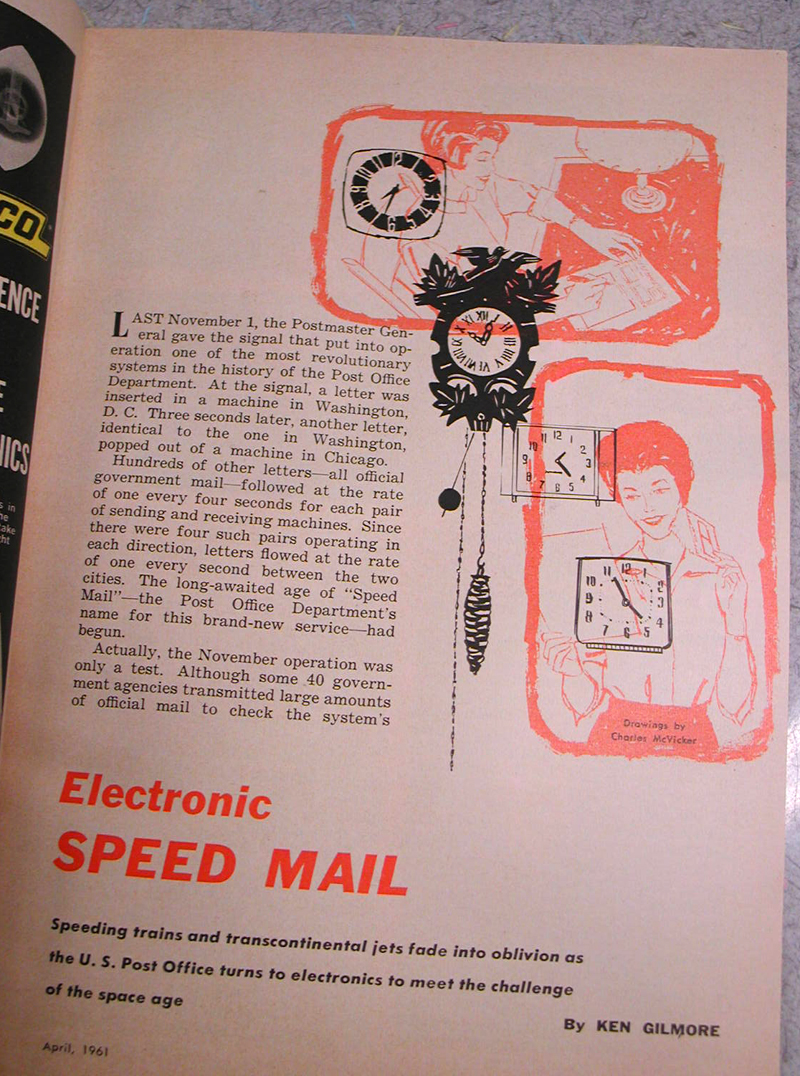 CO
ENCE
E
NICS
s in
ne
ake
ht
LAST November 1, the Postmaster Gen-
eral gave the signal that put into op-
eration one of the most revolutionary
systems in the history of the Post Office
Department. At the signal, a letter was
inserted in a machine in Washington,
D. C. Three seconds later, another letter,
identical to the one in Washington,
popped out of a machine in Chicago.
Hundreds of other letters—all official
government mail—followed at the rate
of one every four seconds for each pair
of sending and receiving machines. Since
there were four such pairs operating in
each direction, letters flowed at the rate
of one every second between the two
cities. The long-awaited age of “Speed
Mail”—the Post Office Department’s
name for this brand-new service—had
begun.
Actually, the November operation was
only a test. Although some 40 govern-
ment agencies transmitted large amounts
of official mail to check the system’s
Drawings by
Charles McVicker
Electronic
SPEED MAIL
Speeding trains and transcontinental jets fade into oblivion as
the U. S. Post Office turns to electronics to meet the challenge
of the space age
By KEN GILMORE
April, 1961